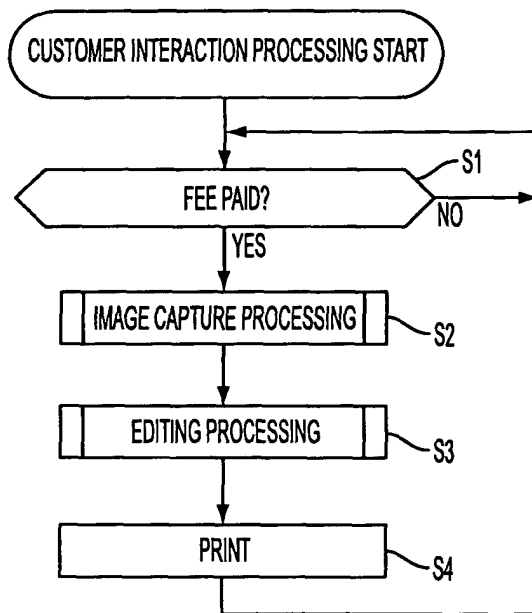 CUSTOMER INTERACTION PROCESSING START
S1
FEE PAID?
NO
YES
IMAGE CAPTURE PROCESSING
S2
EDITING PROCESSING
S3
PRINT
S4